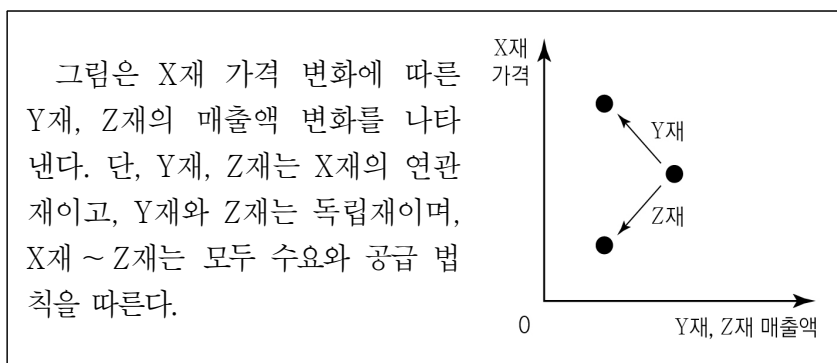 그림은 X재 가격 변화에 따른
Y재, Z재의 매출액 변화를 나타
낸다. 단, Y재, Z재는 X재의 연관
재이고, Y재와 Z재는 독립재이며,
X재 ~ Z재는 모두 수요와 공급 법
칙을 따른다.
X재
가격
Y재
Z재
0
Y재, Z재 매출액